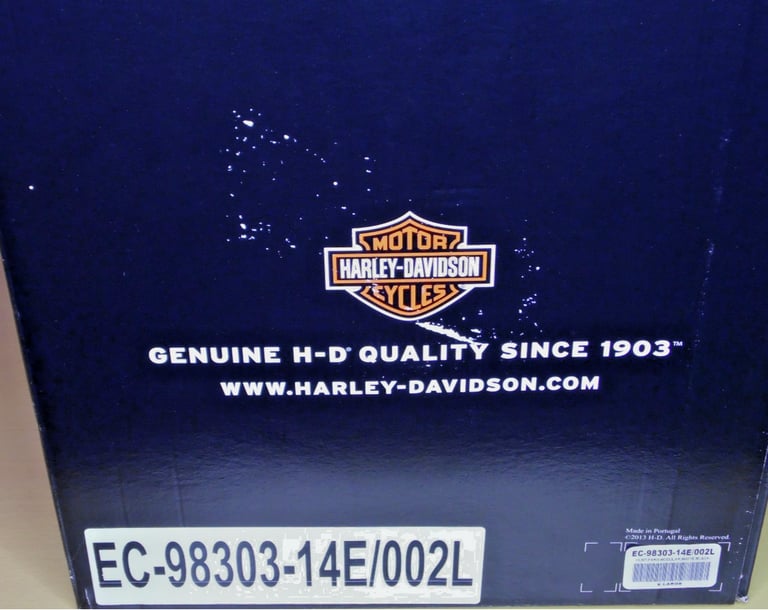 MOTOR
HARLEY-DAVIDSON
CYCLES
GENUINE H-D® QUALITY SINCE 1903™
WWW.HARLEY-DAVIDSON.COM
Made in Portugal
©2013 H-D. All Rights Reserved.
EC-98303-14E/002L
EC-98303-14E/002L
X LARGE